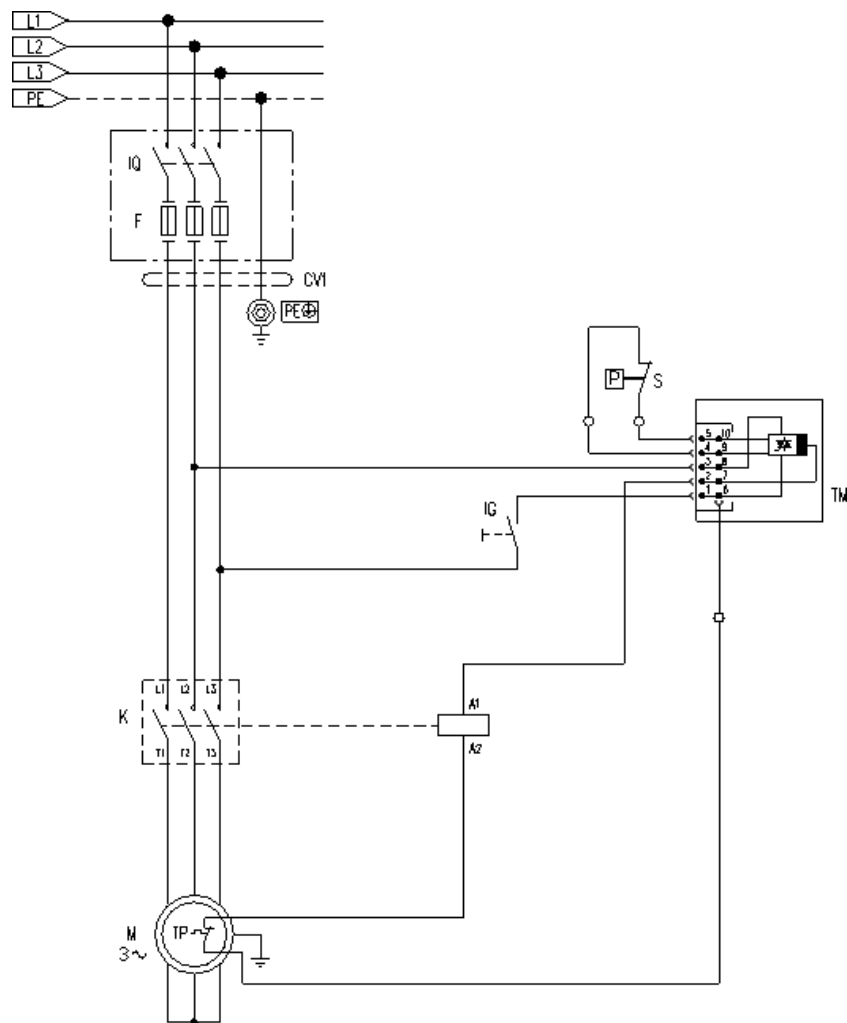 L1
L2
L3
PE
IQ
F
CV1
PE
P
S
5 10
4 9
3 8
2 7
1 6
TM
IG
L1 L2 L3
K
A1
T1 T2 T3
A2
M
3~
TP